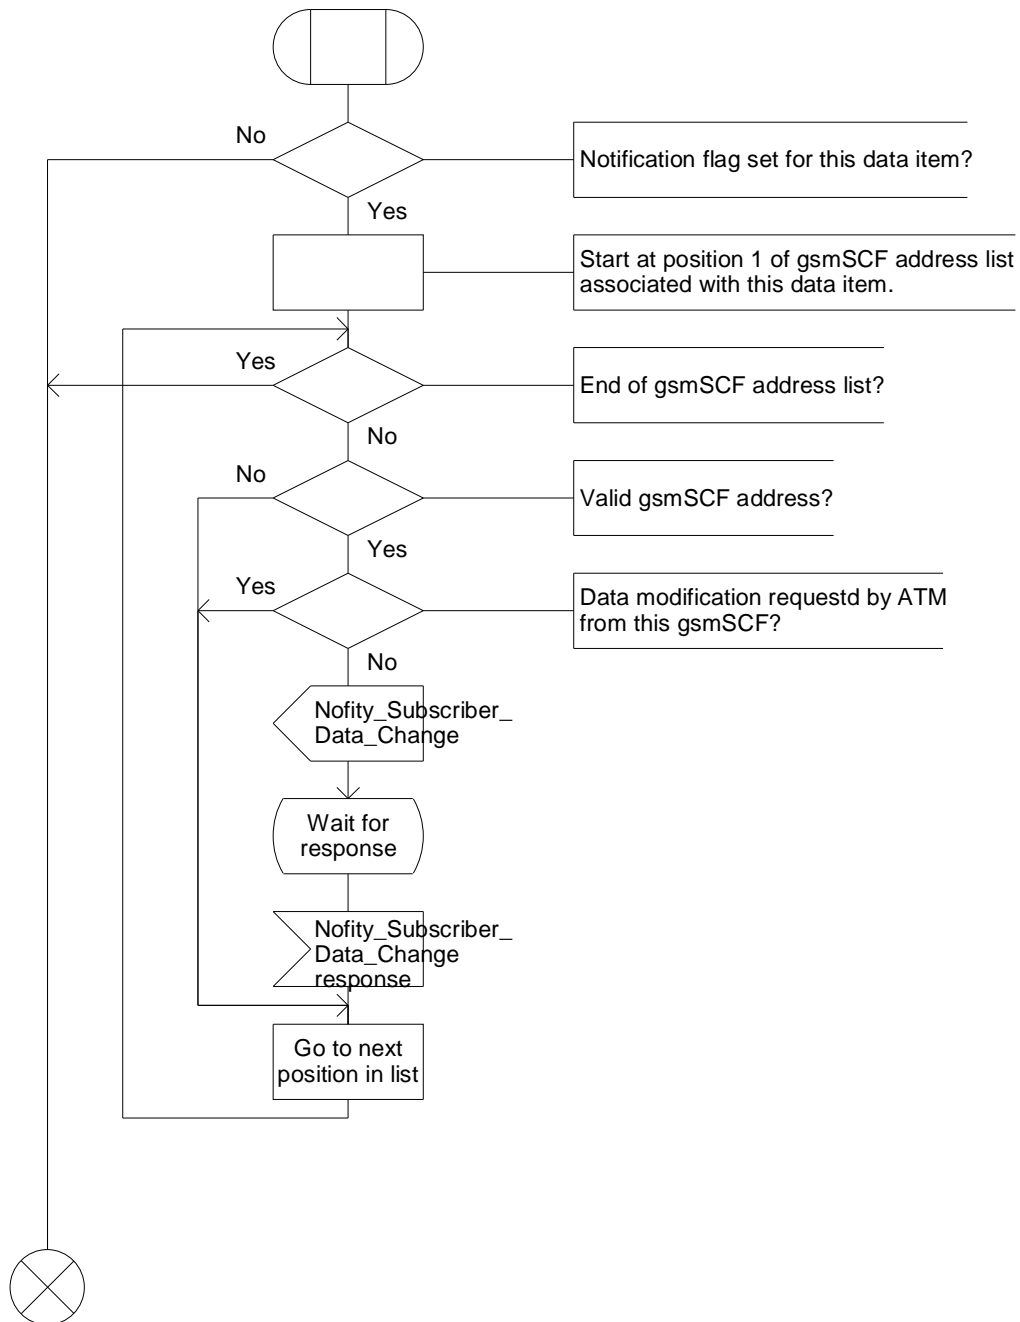 No
Notification flag set for this data item?
Yes
Start at position 1 of gsmSCF address list
associated with this data item.
Yes
End of gsmSCF address list?
No
No
Valid gsmSCF address?
Yes
Yes
Data modification requestd by ATM
from this gsmSCF?
No
Nofity_Subscriber_
Data_Change
Wait for
response
Nofity_Subscriber_
Data_Change
response
Go to next
position in list